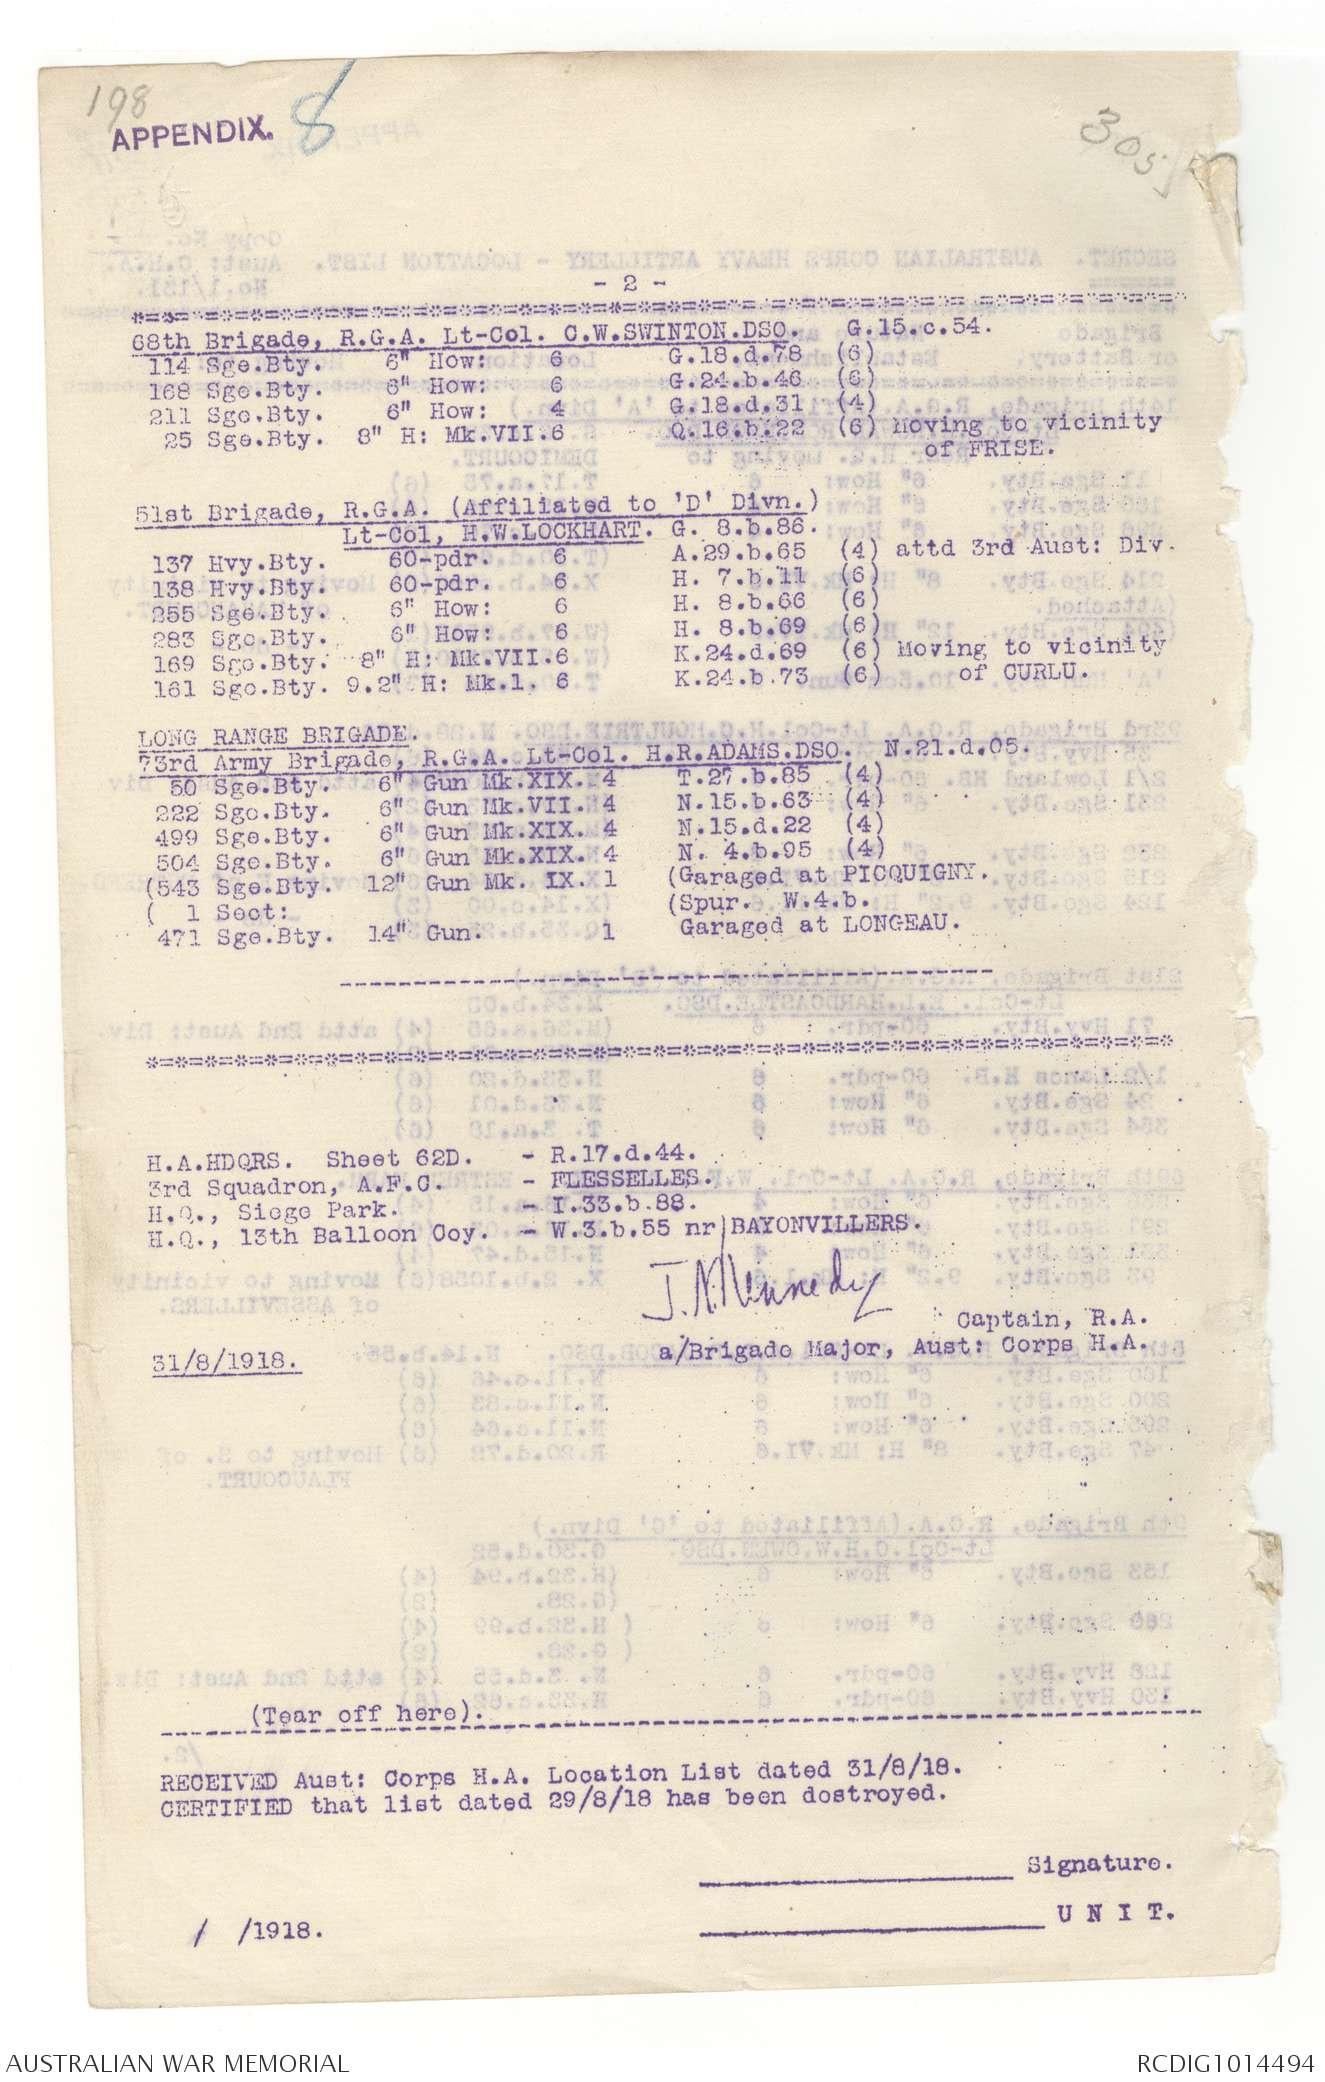 198
APPENDIX. 8
305
- 2 -
*=*=*=*=*=*=*=*=*=*=*=*=*=*=*=*=*=*=*=*=*=*=*=*=*=*=*=*=*=*=*=*=*=*=*
68th Brigade, R.G.A. Lt-Col. C.W.SWINTON.DSO. G.15.c.54.
114 Sge.Bty. 6" How: 6 G.18.d.78 (6)
168 Sge.Bty. 6" How: 6 G.24.b.46 (6)
211 Sge.Bty. 6" How: 4 G.18.d.31 (4)
25 Sge.Bty. 8" H: Mk.VII.6 Q.16.b.22 (6) Moving to vicinity
of FRISE.
51st Brigade, R.G.A. (Affiliated to 'D' Divn.)
Lt-Col, H.W.LOCKHART. G. 8.b.86.
137 Hvy.Bty. 60-pdr. 6 A.29.b.65 (4) attd 3rd Aust: Div.
138 Hvy.Bty. 60-pdr. 6 H. 7.b.11 (6)
255 Sge.Bty. 6" How: 6 H. 8.b.66 (6)
283 Sge.Bty. 6" How: 6 H. 8.b.69 (6)
169 Sge.Bty. 8" H: Mk.VII.6 K.24.d.69 (6) Moving to vicinity
161 Sge.Bty. 9.2" H: Mk.1. 6 K.24.b.73 (6) of CURLU.
LONG RANGE BRIGADE.
73rd Army Brigade, R.G.A. Lt-Col. H.R.ADAMS.DSO. N.21.d.05.
50 Sge.Bty. 6" Gun Mk.XIX. 4 T.27.b.85 (4)
222 Sge.Bty. 6" Gun Mk.VII. 4 N.15.b.63 (4)
499 Sge.Bty. 6" Gun Mk.XIX. 4 N.15.d.22 (4)
504 Sge.Bty. 6" Gun Mk.XIX. 4 N. 4.b.95 (4)
(543 Sge.Bty. 12" Gun Mk. IX. 1 (Garaged at PICQUIGNY.
( 1 Sect: (Spur. W.4.b.
471 Sge.Bty. 14" Gun. 1 Garaged at LONGEAU.
--------------------------------------------
*=*=*=*=*=*=*=*=*=*=*=*=*=*=*=*=*=*=*=*=*=*=*=*=*=*=*=*=*=*=*=*=*=*=*
H.A.HDQRS. Sheet 62D. - R.17.d.44.
3rd Squadron, A.F.C. - FLESSELLES.
H.Q., Siege Park. - I.33.b.88.
H.Q., 13th Balloon Coy. - W.3.b.55 nr BAYONVILLERS.
J.N. Kennedy
Captain, R.A.
31/8/1918. a/Brigade Major, Aust: Corps H.A.
(Tear off here).
--------------------------------------------
RECEIVED Aust: Corps H.A. Location List dated 31/8/18.
CERTIFIED that list dated 29/8/18 has been destroyed.
____________________ Signature.
/ /1918. ____________________ U N I T.
AUSTRALIAN WAR MEMORIAL RCDIG1014494